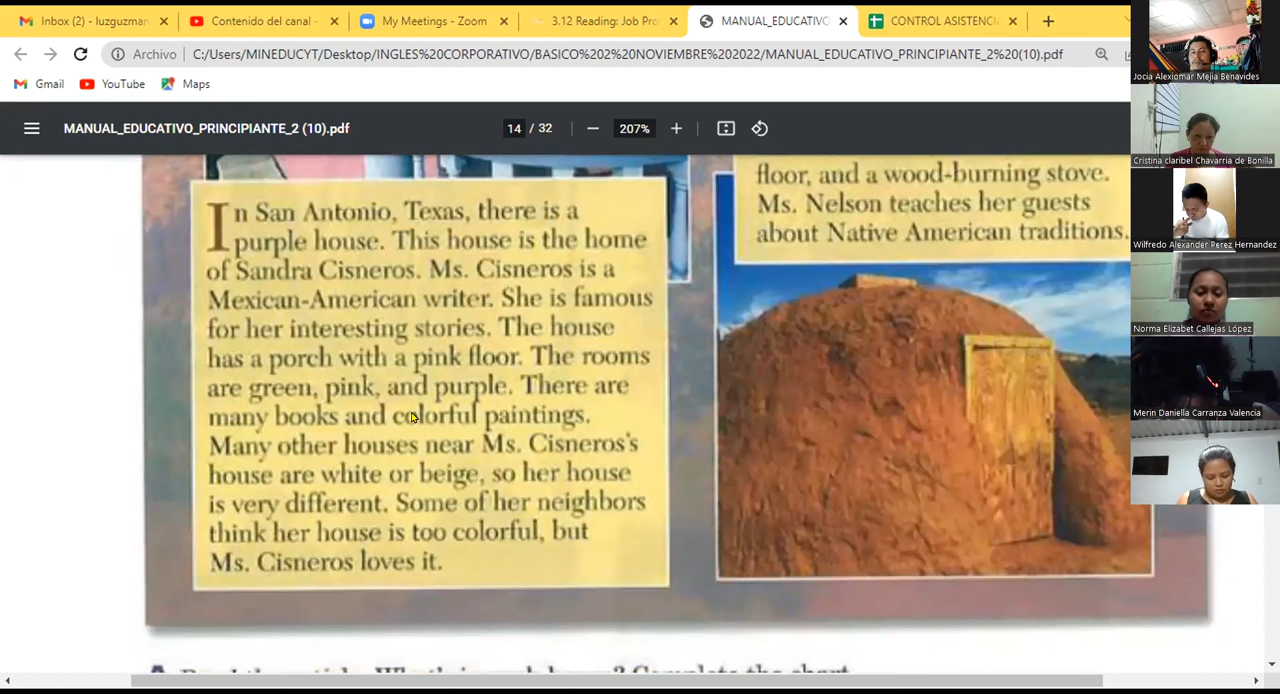 Inbox (2) - luzguzman
Contenido del canal -
My Meetings - Zoom
3.12 Reading: Job Pro
MANUAL_EDUCATIVO
CONTROL ASISTENCI
Archivo
C:/Users/MINEDUCYT/Desktop/INGLES%20CORPORATIVO/BASICO%202%20NOVIEMBRE%202022/MANUAL_EDUCATIVO_PRINCIPIANTE_2%20(10).pdf
Gmail
YouTube
Maps
MANUAL_EDUCATIVO_PRINCIPIANTE_2 (10).pdf
14 / 32
207%
In San Antonio, Texas, there is a
purple house. This house is the home
of Sandra Cisneros. Ms. Cisneros is a
Mexican-American writer. She is famous
for her interesting stories. The house
has a porch with a pink floor. The rooms
are green, pink, and purple. There are
many books and colorful paintings.
Many other houses near Ms. Cisneros's
house are white or beige, so her house
is very different. Some of her neighbors
think her house is too colorful, but
Ms. Cisneros loves it.
floor, and a wood-burning stove.
Ms. Nelson teaches her guests
about Native American traditions.
Jocia Alexiomar Mejia Benavides
Cristina claribel Chavarria de Bonilla
Wilfredo Alexander Perez Hernandez
Norma Elizabet Callejas López
Merin Daniella Carranza Valencia